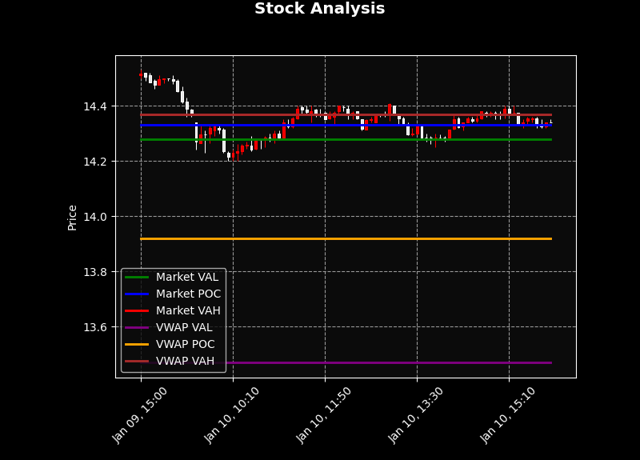 Stock Analysis
Price
14.4
14.2
14.0
13.8
13.6
Market VAL
Market POC
Market VAH
VWAP VAL
VWAP POC
VWAP VAH
Jan 09, 15:00
Jan 10, 10:10
Jan 10, 11:50
Jan 10, 13:30
Jan 10, 15:10